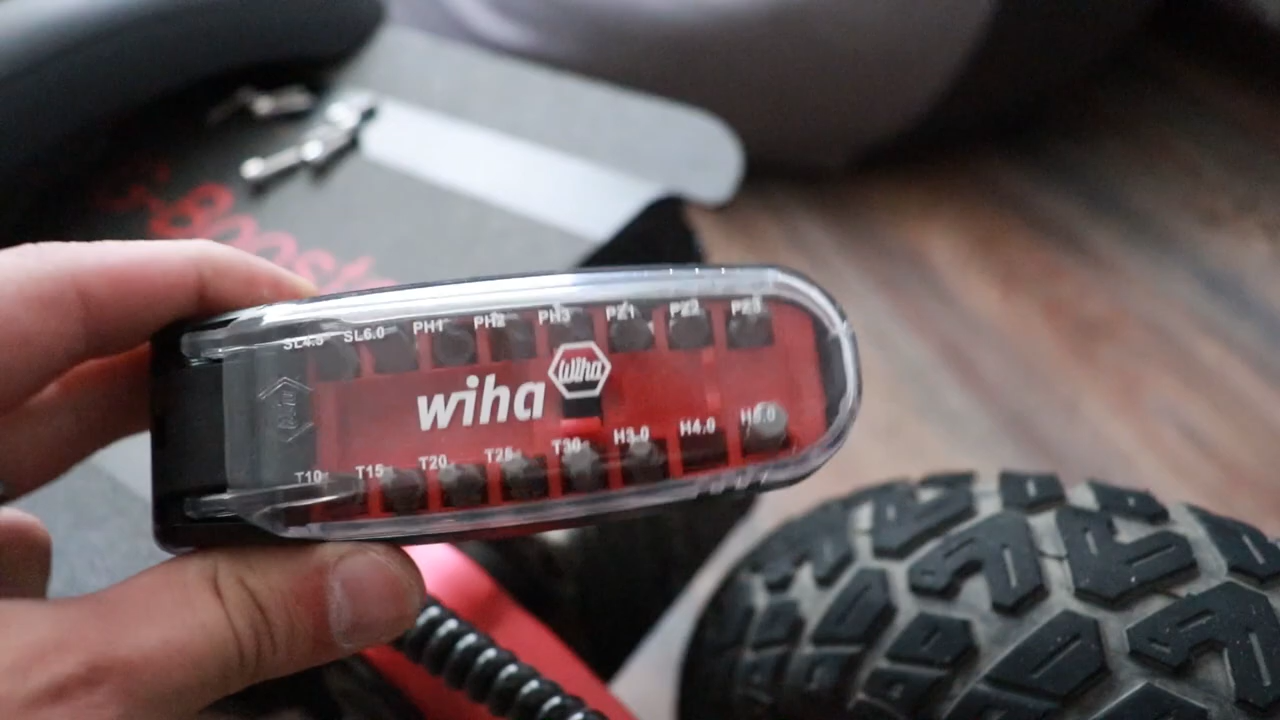 G-Booster
SL4.5 SL6.0 PH1 PH2 PH3 PZ1 PZ2 PZ3
wiha Wiha
T10 T15 T20 T25 T30 H3.0 H4.0 H5.0